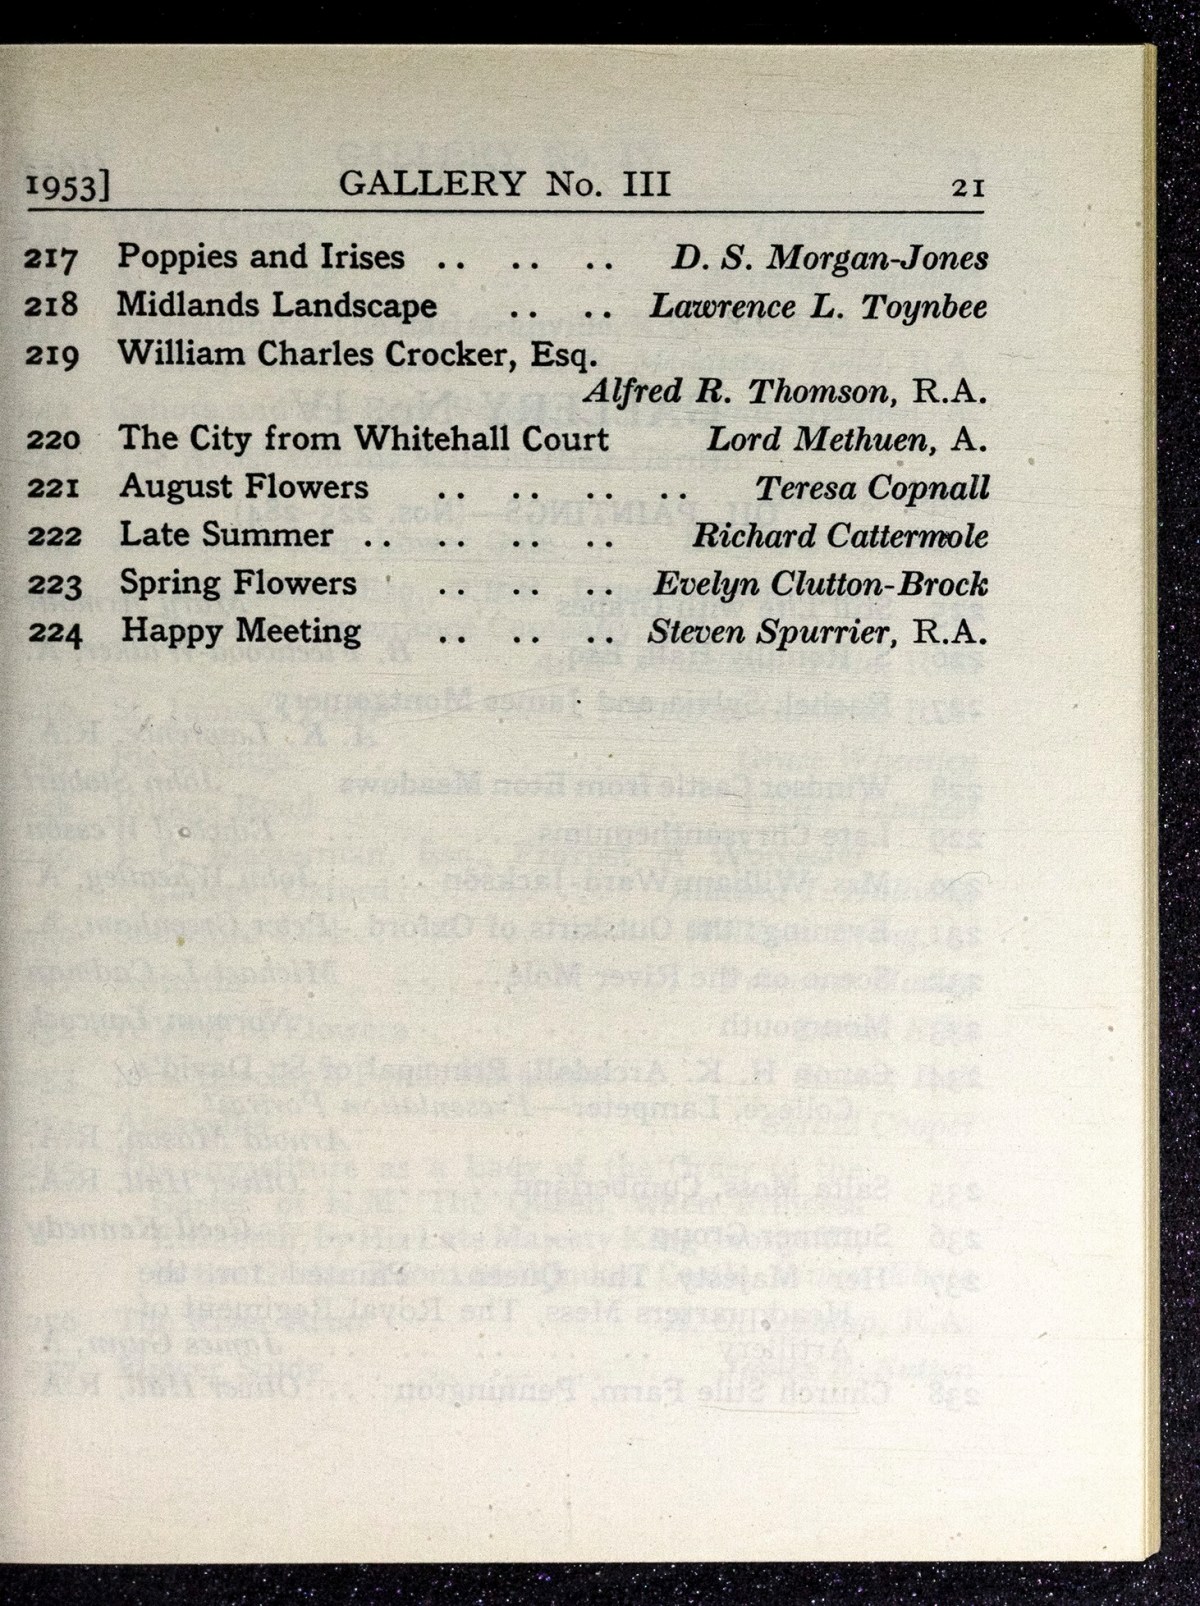 1953] GALLERY No. III 21
217 Poppies and Irises .. .. .. D. S. Morgan-Jones
218 Midlands Landscape .. .. Lawrence L. Toynbee
219 William Charles Crocker, Esq.
Alfred R. Thomson, R.A.
220 The City from Whitehall Court Lord Methuen, A.
221 August Flowers .. .. .. .. Teresa Copnall
222 Late Summer .. .. .. .. Richard Cattermole
223 Spring Flowers .. .. .. Evelyn Clutton-Brock
224 Happy Meeting .. .. .. Steven Spurrier, R.A.